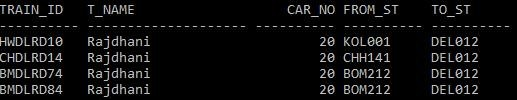 TRAIN_ID T_NAME CAR_NO FROM_ST TO_ST
---------- -------------------- ---------- ---------- ----------
HWDLRD10 Rajdhani 20 KOL001 DEL012
CHDLRD14 Rajdhani 20 CHH141 DEL012
BMDLRD74 Rajdhani 20 BOM212 DEL012
BMDLRD84 Rajdhani 20 BOM212 DEL012